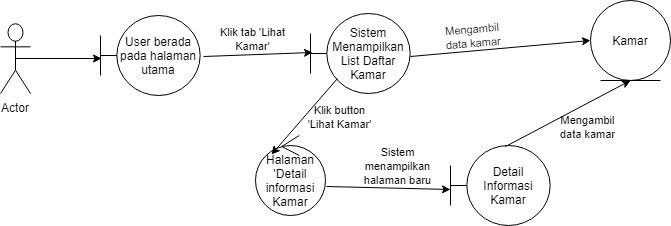 Actor
User berada
pada halaman
utama
Klik tab 'Lihat
Kamar'
Sistem
Menampilkan
List Daftar
Kamar
Mengambil
data kamar
Kamar
Klik button
'Lihat Kamar'
Halaman
'Detail
informasi
Kamar
Sistem
menampilkan
halaman baru
Detail
Informasi
Kamar
Mengambil
data kamar